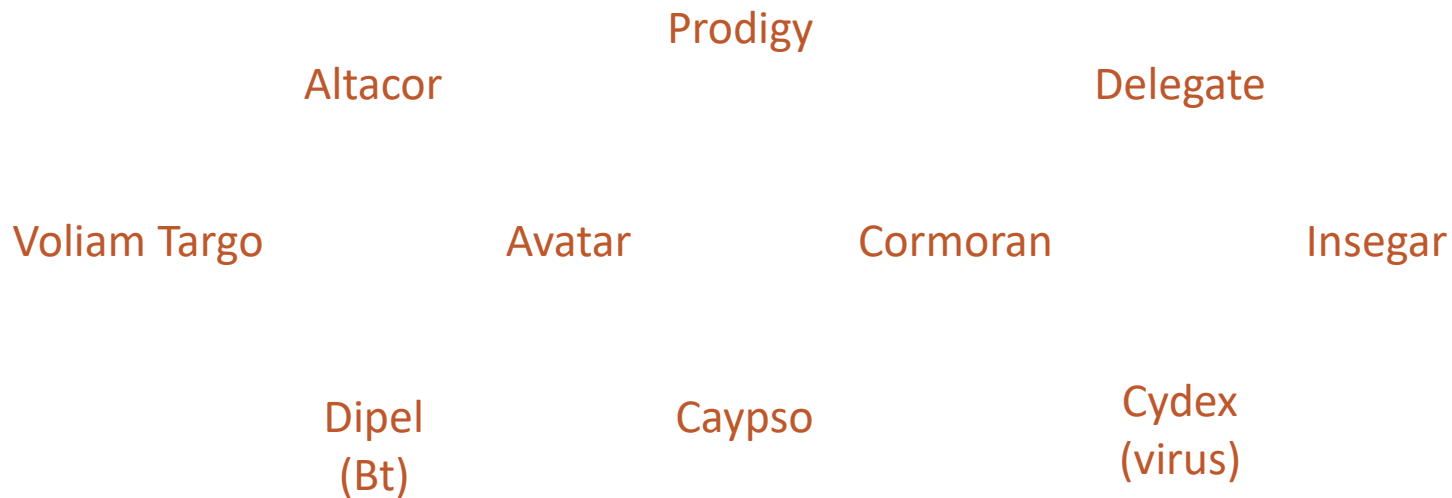 Prodigy
Altacor
Delegate
Voliam Targo
Avatar
Cormoran
Insegar
Dipel
(Bt)
Caypso
Cydex
(virus)